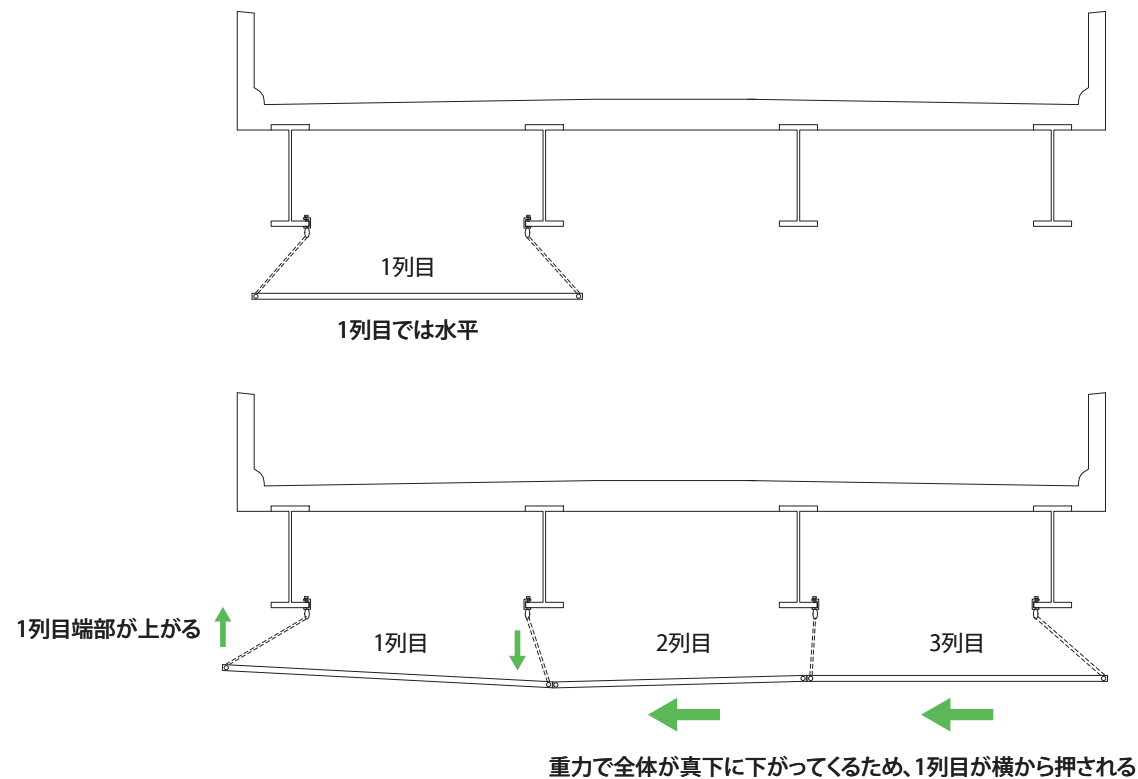 1列目
1列目では水平
1列目端部が上がる
1列目
2列目
3列目
重力で全体が真下に下がってくるため、1列目が横から押される